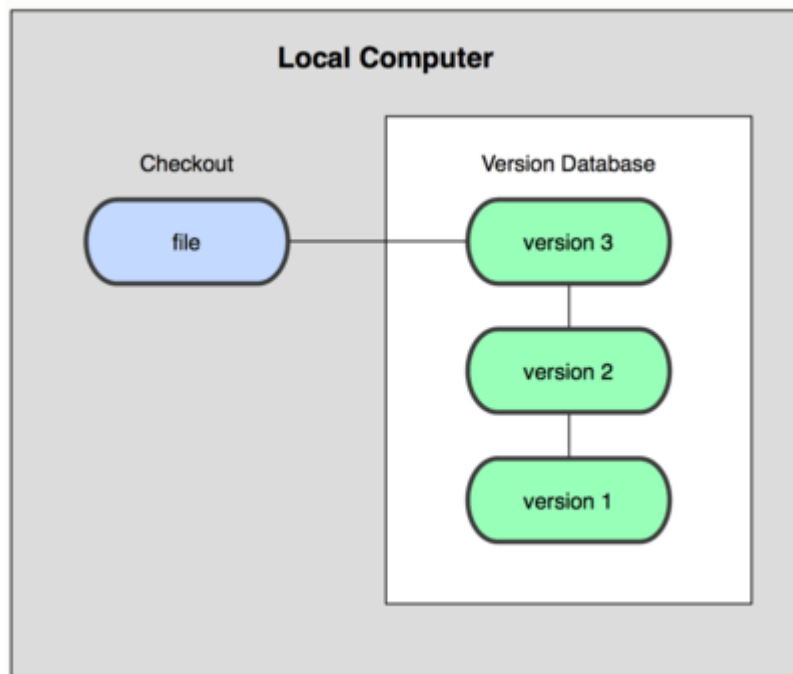 Local Computer
Checkout
Version Database
file
version 3
version 2
version 1